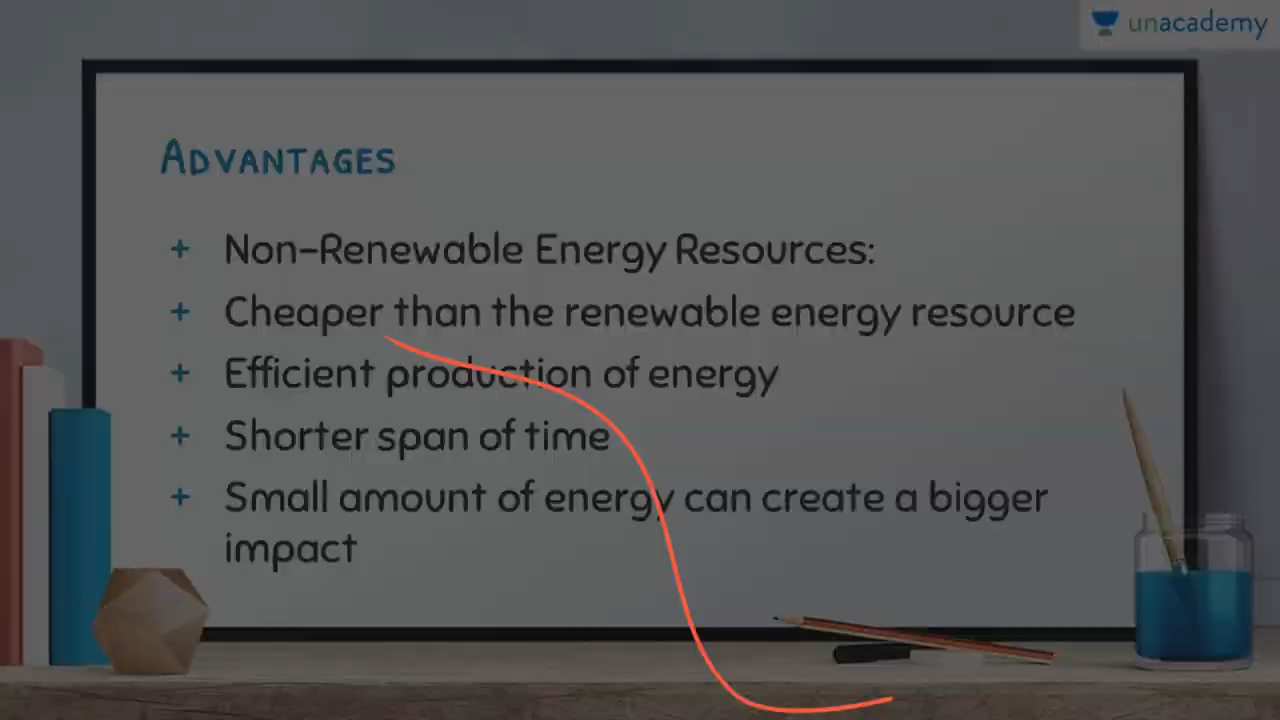 unacademy
ADVANTAGES
+ Non-Renewable Energy Resources:
+ Cheaper than the renewable energy resource
+ Efficient production of energy
+ Shorter span of time
+ Small amount of energy can create a bigger
impact